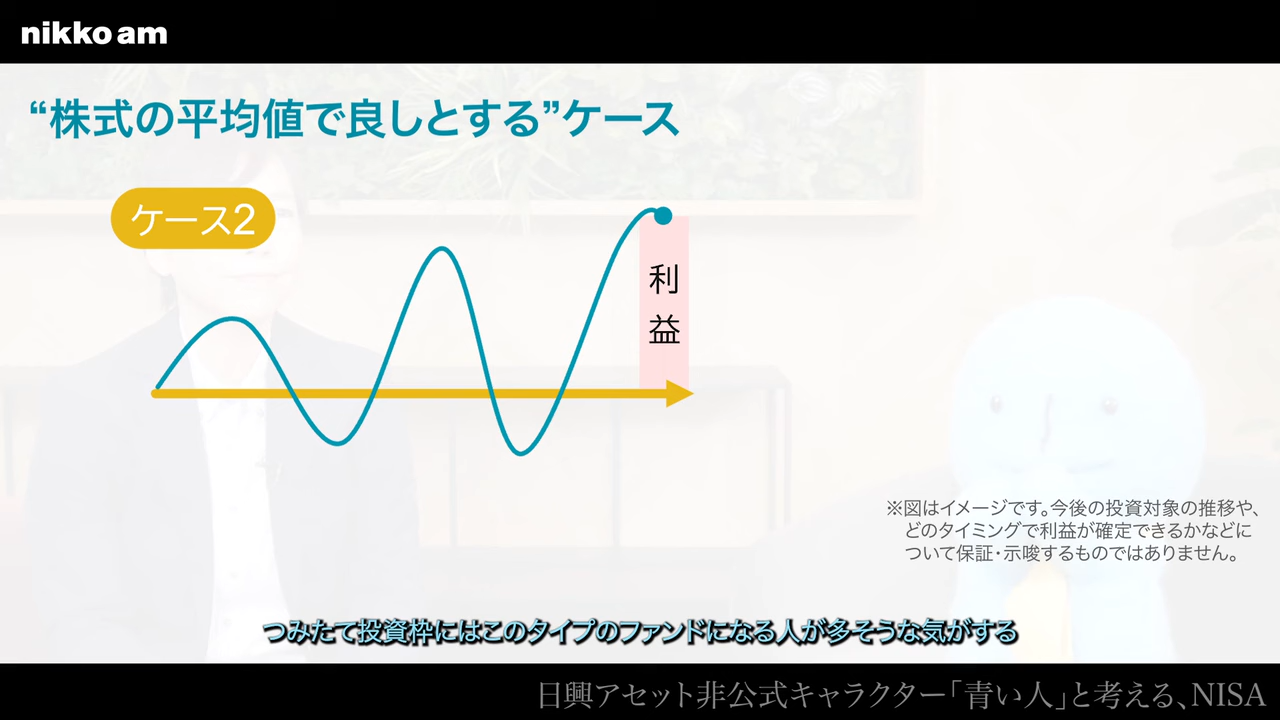 nikko am
“株式の平均値で良しとする”ケース
ケース2
利
益
※図はイメージです。今後の投資対象の推移や、
どのタイミングで利益が確定できるかなどに
ついて保証・示唆するものではありません。
つみたて投資枠にはこのタイプのファンドになる人が多そうな気がする
日興アセット非公式キャラクター「青い人」と考える、NISA